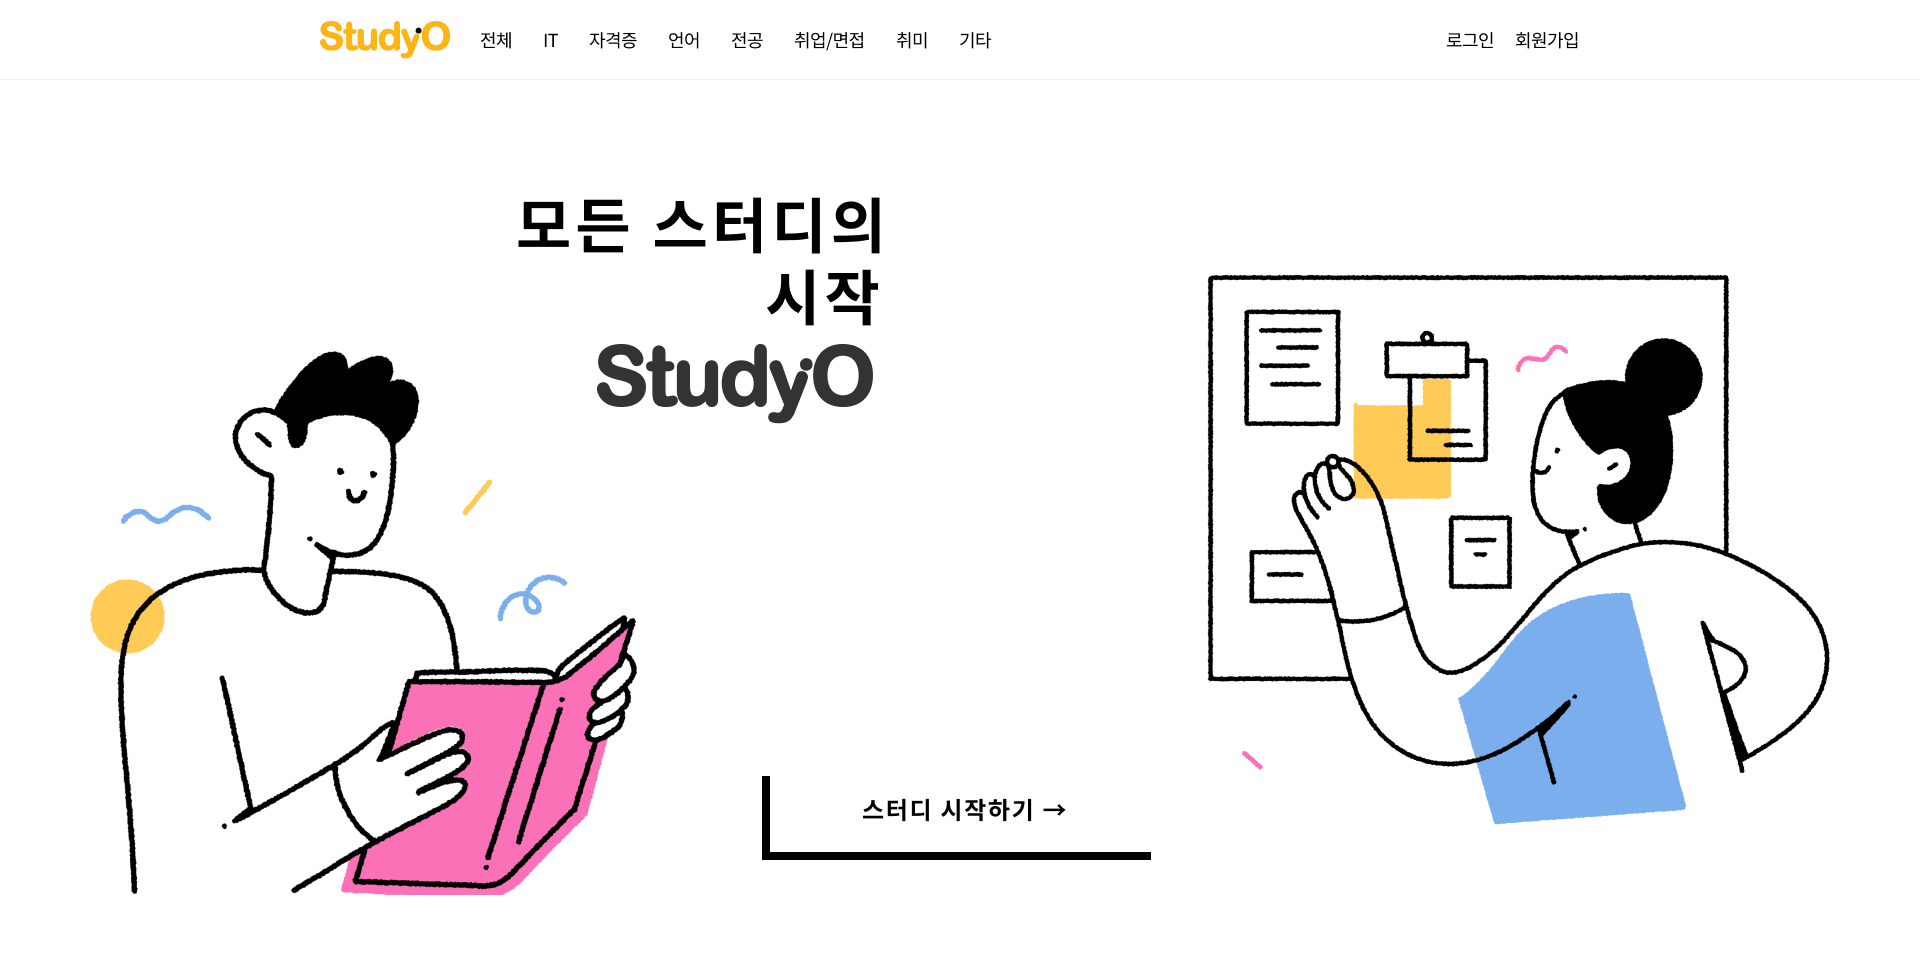 StudyO
전체 IT 자격증 언어 전공 취업/면접 취미 기타
로그인 회원가입
모든 스터디의
시작
StudyO
스터디 시작하기 →